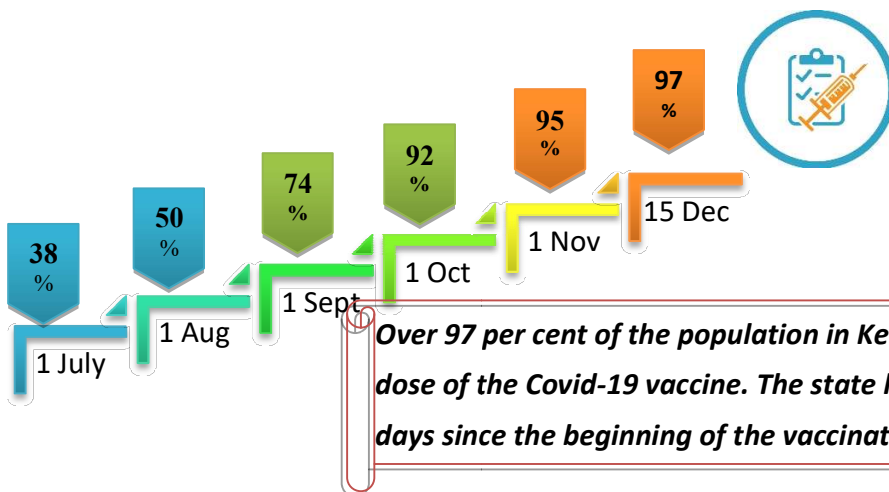 97
%
95
%
92
%
74
%
50
%
38
%
15 Dec
1 Nov
1 Oct
1 Sept
1 Aug
1 July
Over 97 per cent of the population in Ke
dose of the Covid-19 vaccine. The state
days since the beginning of the vaccinat